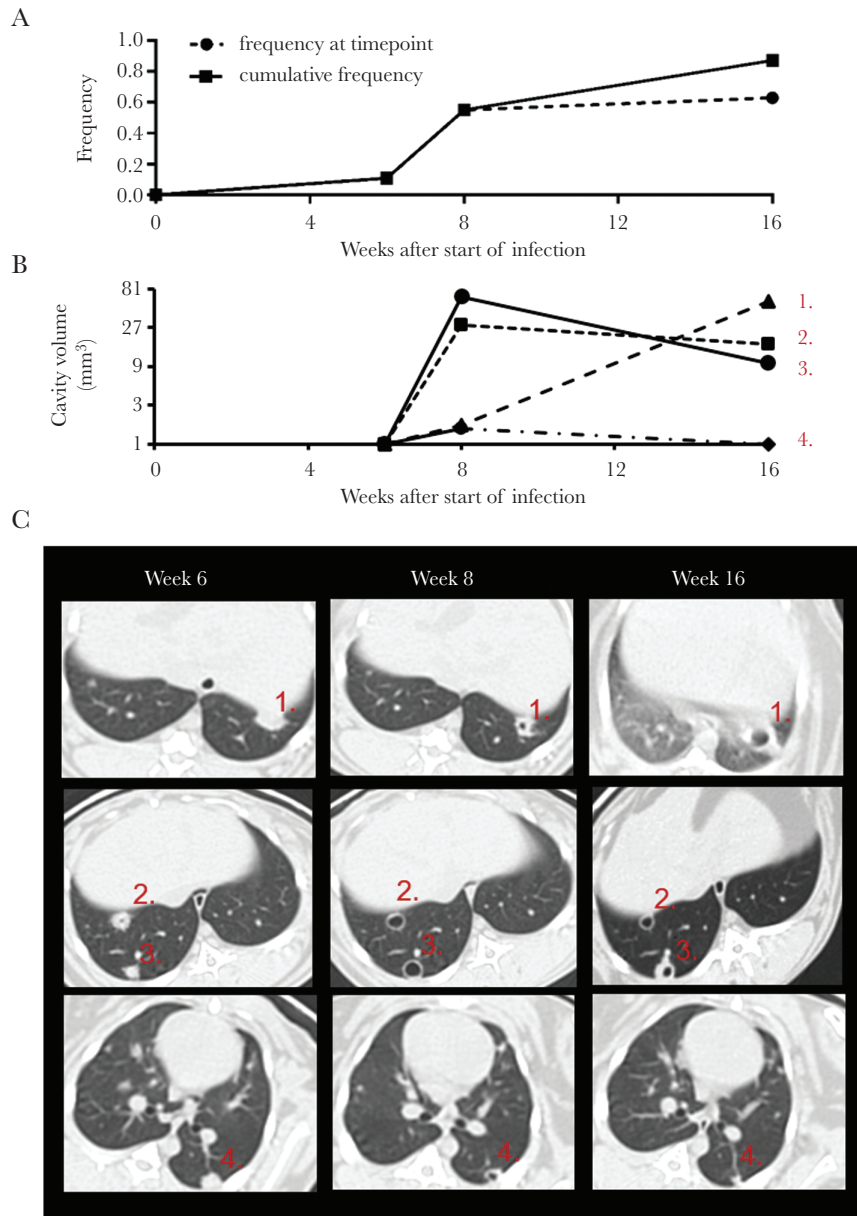 A
1.0
0.8
0.6
0.4
0.2
0.0
Frequency
frequency at timepoint
cumulative frequency
0 4 8 12 16
Weeks after start of infection
B
81
27
9
3
1
Cavity volume
(mm³)
1.
2.
3.
4.
0 4 8 12 16
Weeks after start of infection
C
Week 6 Week 8 Week 16
1. 1. 1.
2. 2. 2.
3. 3. 3.
4. 4. 4.